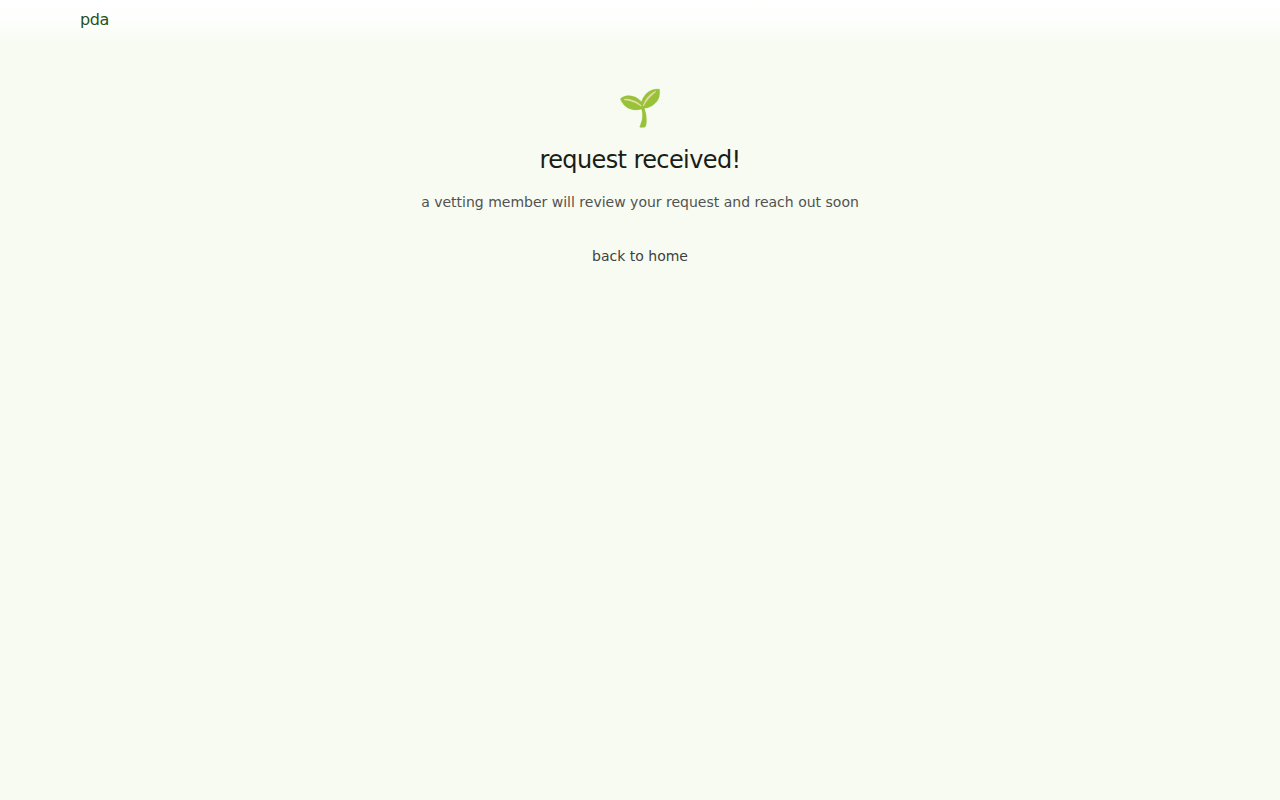 pda
request received!
a vetting member will review your request and reach out soon
back to home